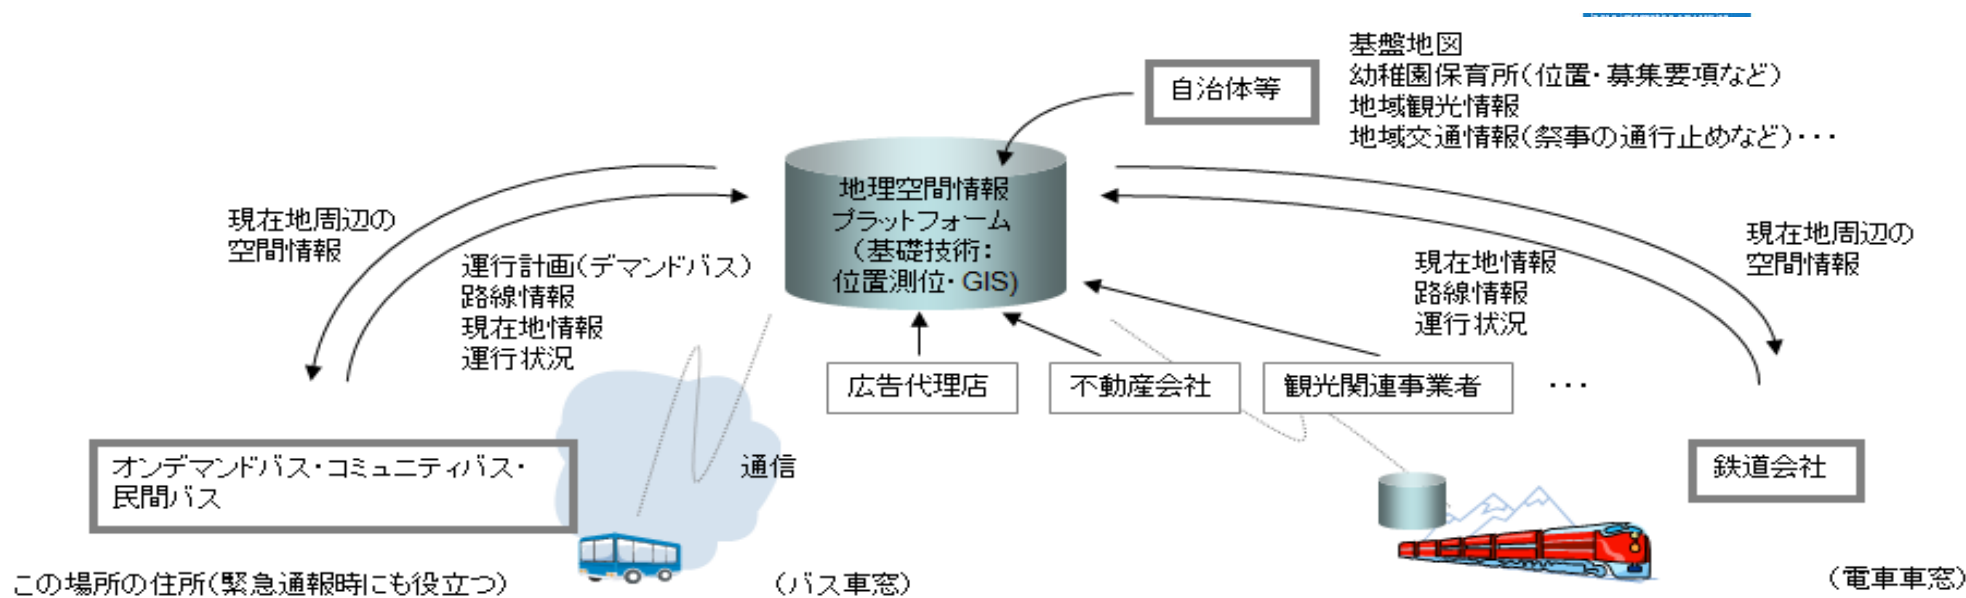 基盤地図
幼稚園保育所(位置・募集要項など)
地域観光情報
地域交通情報(祭事の通行止めなど)・・・
自治体等
地理空間情報
プラットフォーム
(基礎技術:
位置測位・GIS)
現在地周辺の
空間情報
運行計画(デマンドバス)
路線情報
現在地情報
運行状況
現在地情報
路線情報
運行状況
現在地周辺の
空間情報
広告代理店
不動産会社
観光関連事業者
・・・
オンデマンドバス・コミュニティバス・
民間バス
通信
鉄道会社
この場所の住所(緊急通報時にも役立つ)
(バス車窓)
(電車車窓)